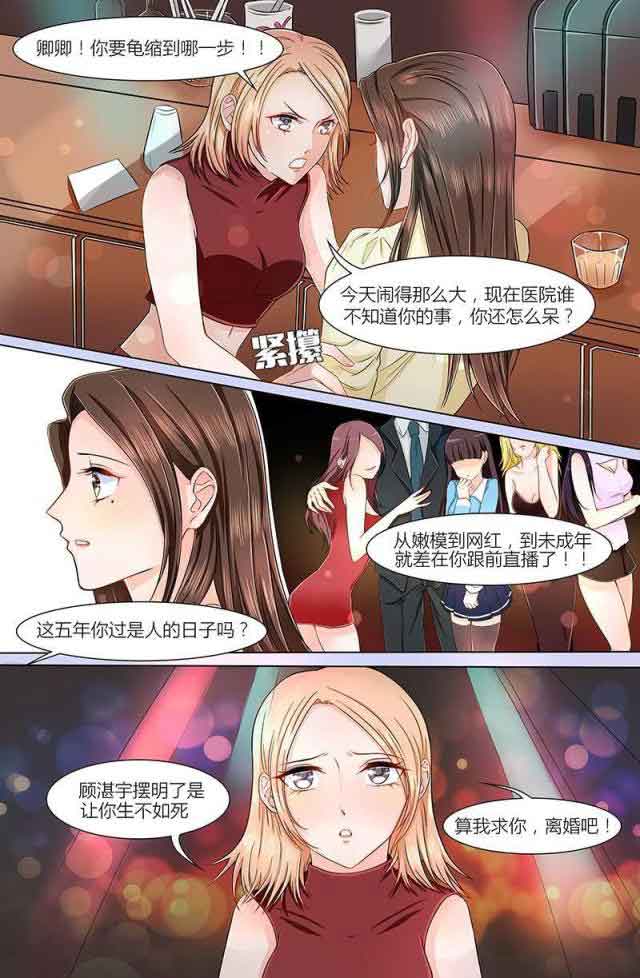 卿卿！你要龟缩到哪一步！！
今天闹得那么大，现在医院谁
不知道你的事，你还怎么呆？
紧攥
从嫩模到网红，到未成年
就差在你跟前直播了！！
这五年你过是人的日子吗？
顾湛宇摆明了是
让你生不如死
算我求你，离婚吧！